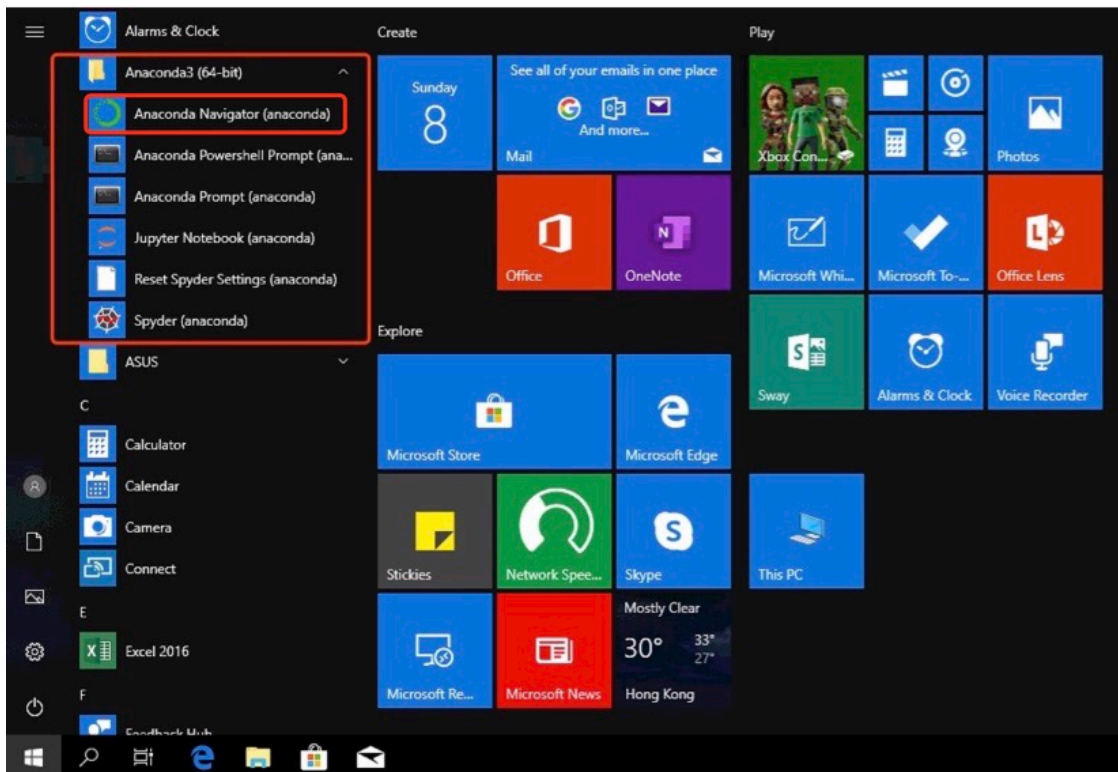 Alarms & Clock
Anaconda3 (64-bit)
Anaconda Navigator (anaconda)
Anaconda Powershell Prompt (ana...
Anaconda Prompt (anaconda)
Jupyter Notebook (anaconda)
Reset Spyder Settings (anaconda)
Spyder (anaconda)
ASUS
C
Calculator
Calendar
Camera
Connect
E
Excel 2016
F
Feedback Hub
Create
Sunday
8
See all of your emails in one place
And more...
Mail
Office
OneNote
Explore
Microsoft Store
Microsoft Edge
Stickies
Network Spee...
Skype
Microsoft Re...
Microsoft News
Mostly Clear
30°
33°
27°
Hong Kong
Play
Xbox Con...
Photos
Microsoft Whi...
Microsoft To-...
Office Lens
Sway
Alarms & Clock
Voice Recorder
This PC